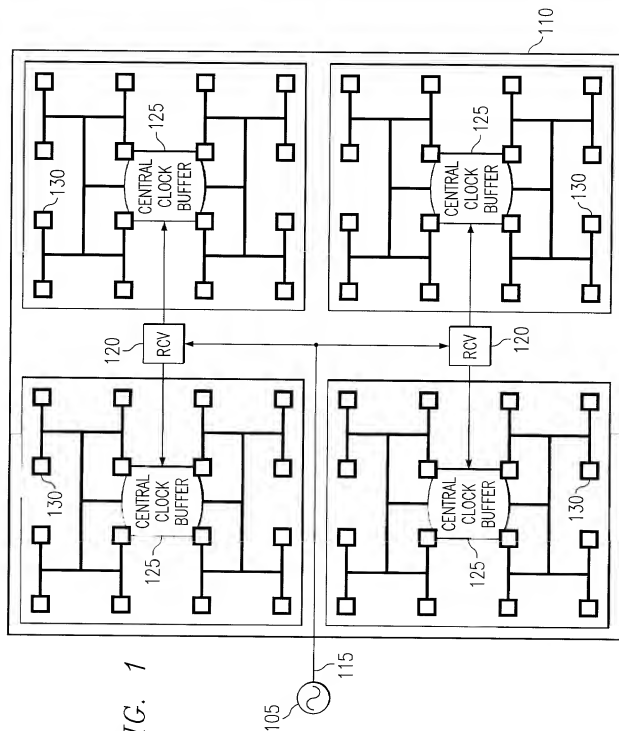 IG. 1
105
115
110
130
120
RCV
125
CENTRAL
CLOCK
BUFFER
130
125
CENTRAL
CLOCK
BUFFER
125
CENTRAL
CLOCK
BUFFER
130
120
RCV
125
CENTRAL
CLOCK
BUFFER
130